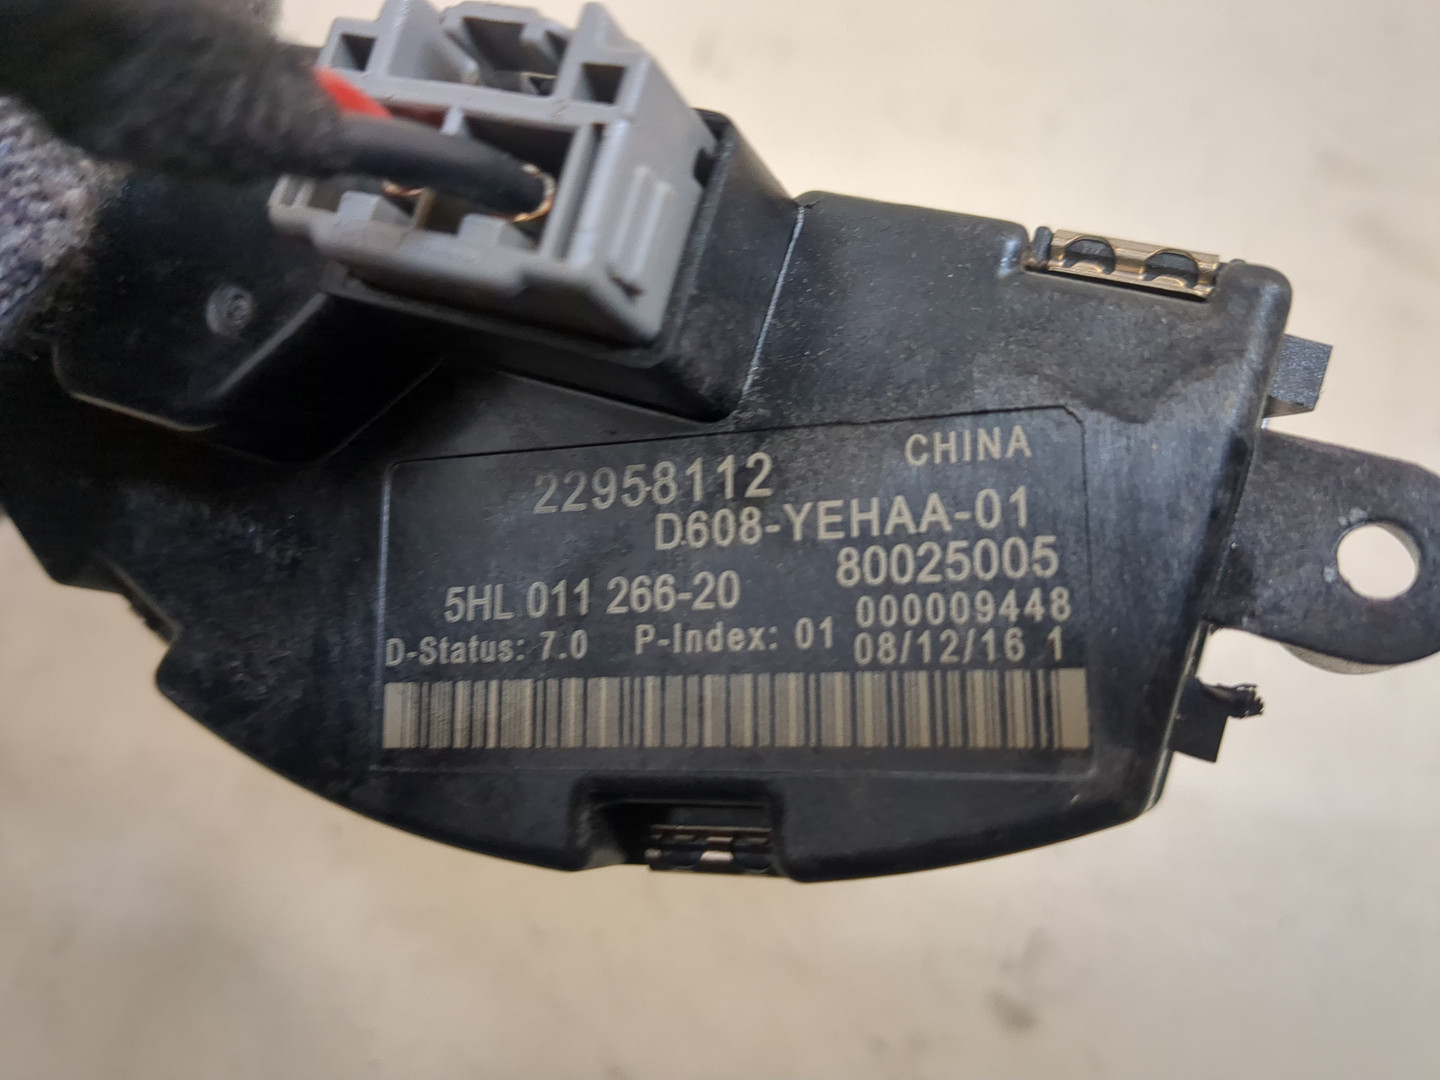 CHINA
22958112
D608-YEHAA-01
80025005
5HL 011 266-20
000009448
D-Status: 7.0 P-Index: 01
08/12/16 1